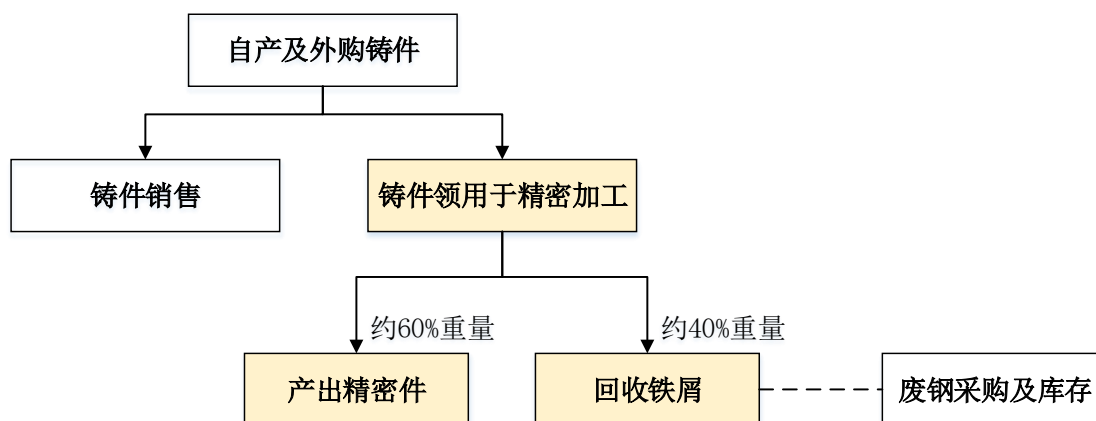 自产及外购铸件
铸件销售
铸件领用于精密加工
约60%重量
约40%重量
产出精密件
回收铁屑
废钢采购及库存